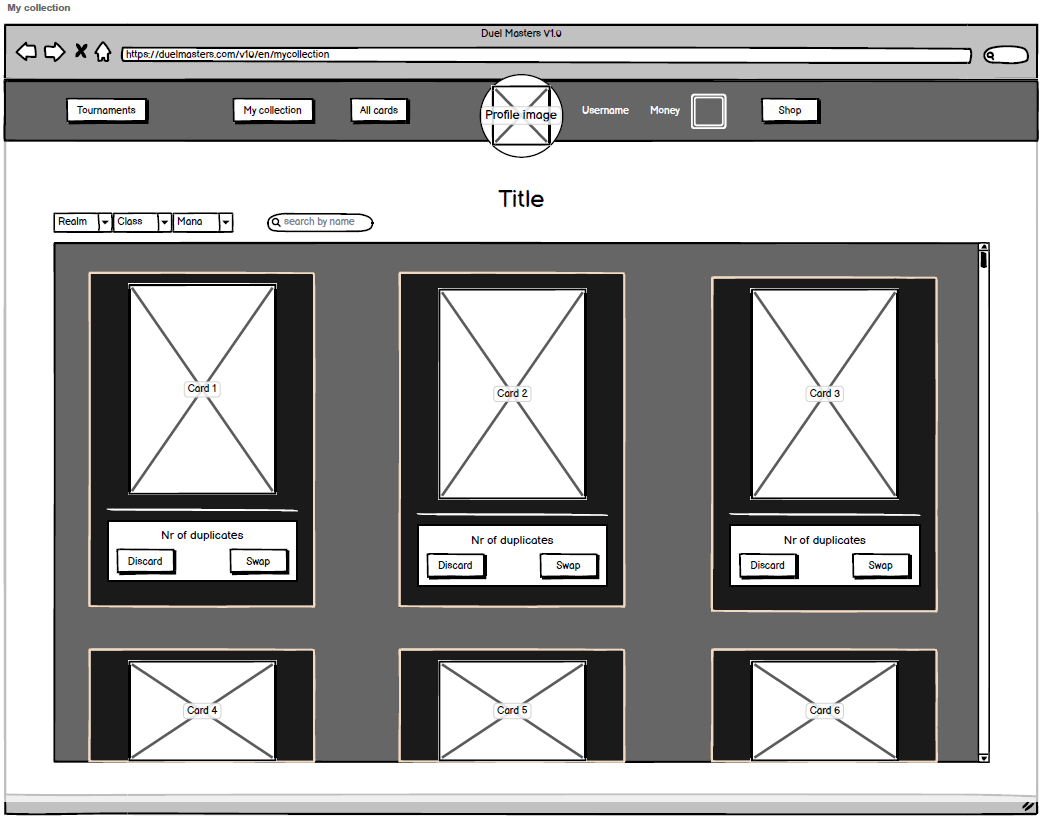 My collection
Duel Masters V1.0
https://duelmasters.com/v10/en/mycollection
Tournaments
My collection
All cards
Profile image
Username
Money
Shop
Title
Realm
Class
Mana
search by name
Card 1
Card 2
Card 3
Nr of duplicates
Discard
Swap
Nr of duplicates
Discard
Swap
Nr of duplicates
Discard
Swap
Card 4
Card 5
Card 6